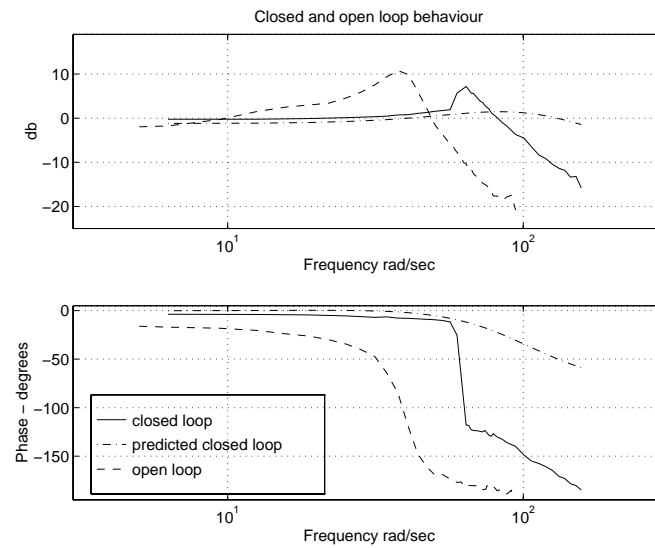 Closed and open loop behaviour
10
0
−10
−20
db
10^1
10^2
Frequency rad/sec
0
−50
−100
−150
Phase − degrees
closed loop
predicted closed loop
open loop
10^1
10^2
Frequency rad/sec